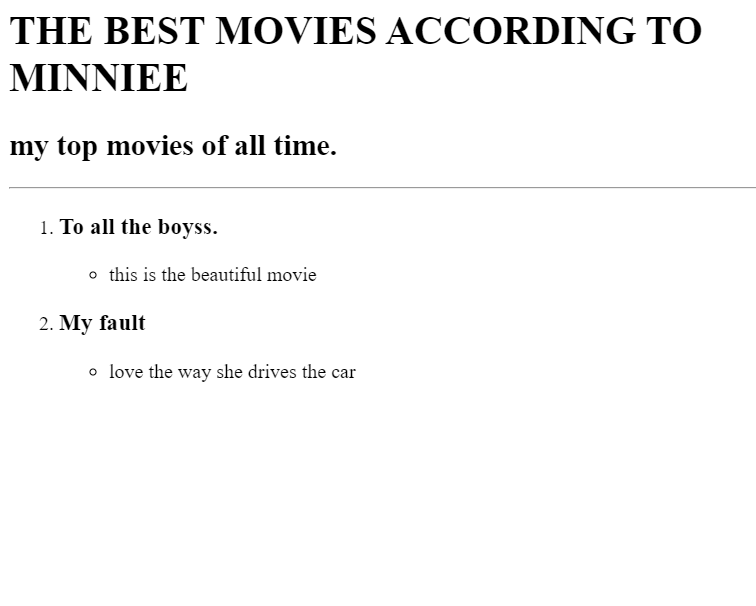 THE BEST MOVIES ACCORDING TO
MINNIEE
my top movies of all time.
1. To all the boyss.
this is the beautiful movie
2. My fault
love the way she drives the car